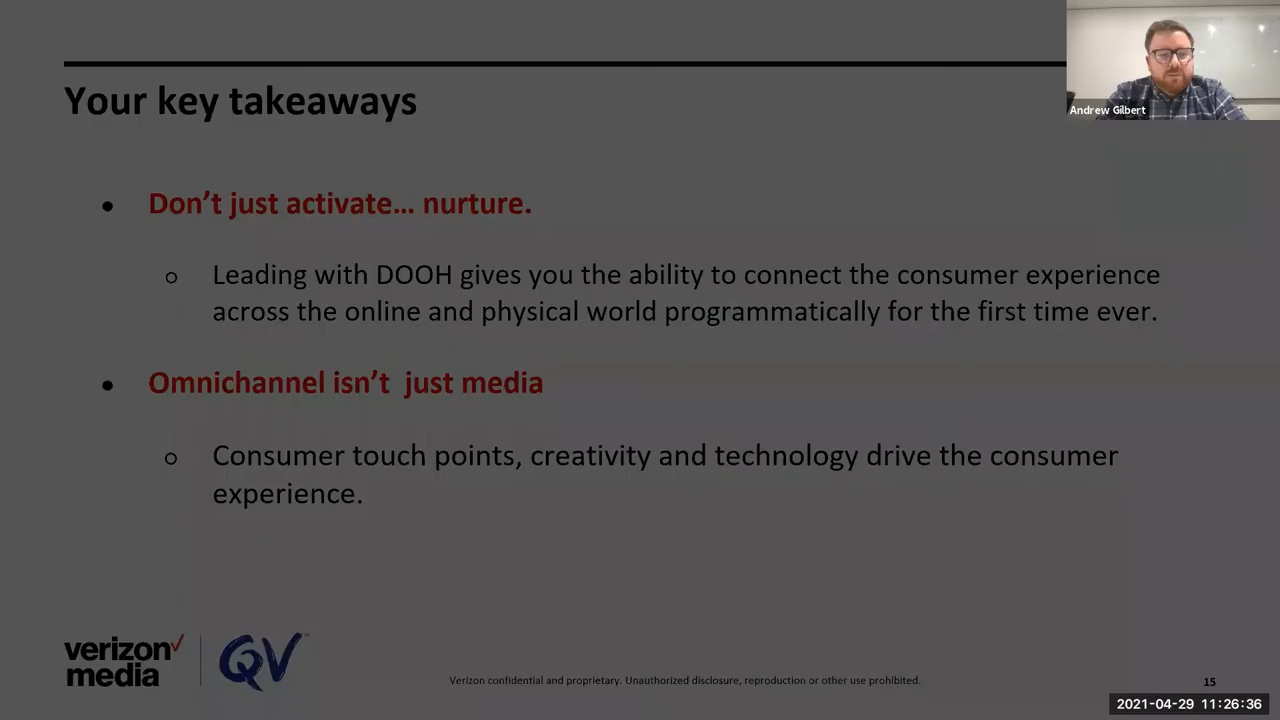 Your key takeaways
Andrew Gilbert
● Don’t just activate... nurture.
○ Leading with DOOH gives you the ability to connect the consumer experience
across the online and physical world programmatically for the first time ever.
● Omnichannel isn’t  just media
○ Consumer touch points, creativity and technology drive the consumer
experience.
verizon✓
media
QV™
Verizon confidential and proprietary. Unauthorized disclosure, reproduction or other use prohibited.
15
2021-04-29 11:26:36